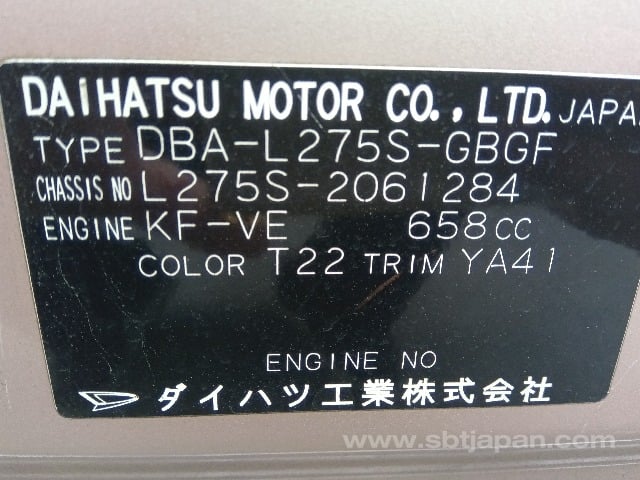 DAIHATSU MOTOR CO., LTD. JAPAN
TYPE DBA-L275S-GBGF
CHASSIS NO L275S-2061284
ENGINE KF-VE 658CC
COLOR T22 TRIM YA41
ENGINE NO
ダイハツ工業株式会社
www.sbtjapan.com